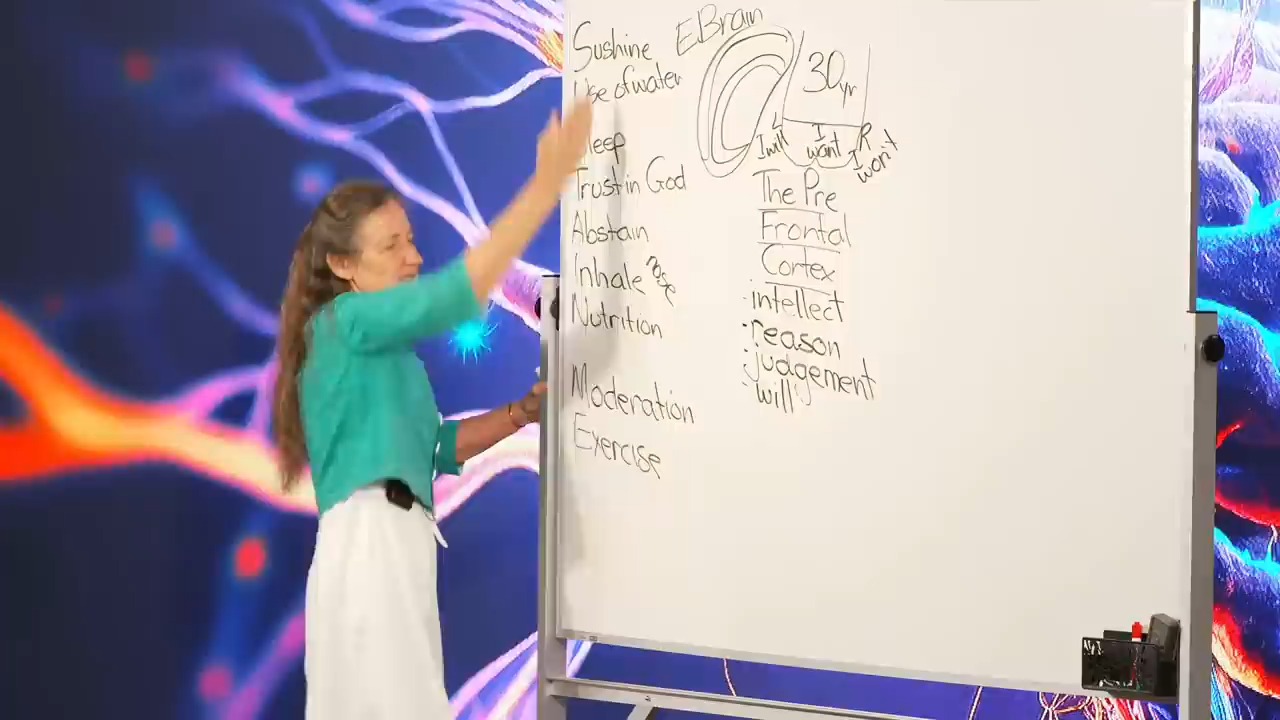 Sushine
Use of water
leep
Trust in God
Abstain
Inhale nose
Nutrition
Moderation
Exercise
EBrain
30yr
I will
I want
R
I won't
The Pre
Frontal
Cortex
· intellect
· reason
· judgement
· will